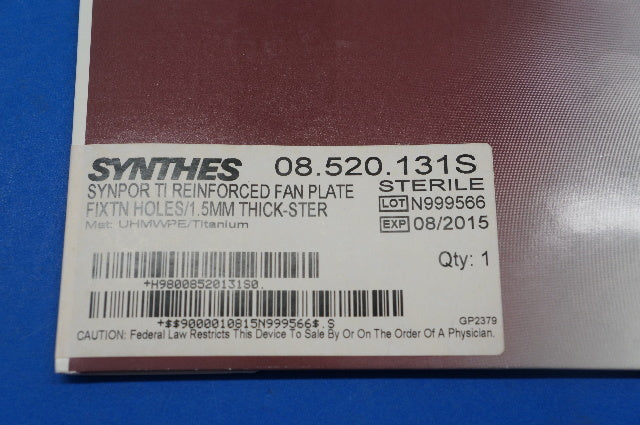 SYNTHES 08.520.131S
SYNPOR TI REINFORCED FAN PLATE STERILE
FIXTN HOLES/1.5MM THICK-STER LOT N999566
Mat: UHMWPE/Titanium EXP 08/2015
Qty: 1
+H98008520131S0.
+$$9000010815N999566$.S GP2379
CAUTION: Federal Law Restricts This Device To Sale By Or On The Order Of A Physician.